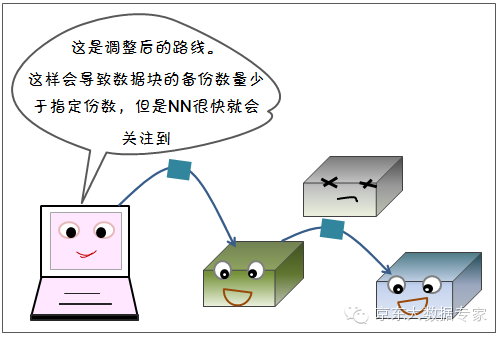 这是调整后的路线。
这样会导致数据块的备份数量少
于指定份数，但是NN很快就会
关注到
京东大数据专家